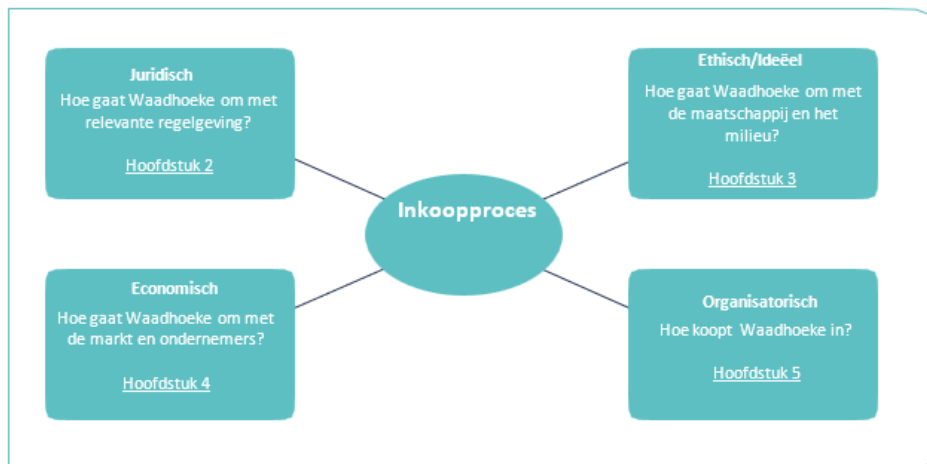 Juridisch
Hoe gaat Waadhoeke om met
relevante regelgeving?
Hoofdstuk 2
Ethisch/Ideëel
Hoe gaat Waadhoeke om met
de maatschappij en het
milieu?
Hoofdstuk 3
Inkoopproces
Economisch
Hoe gaat Waadhoeke om met
de markt en ondernemers?
Hoofdstuk 4
Organisatorisch
Hoe koopt Waadhoeke in?
Hoofdstuk 5